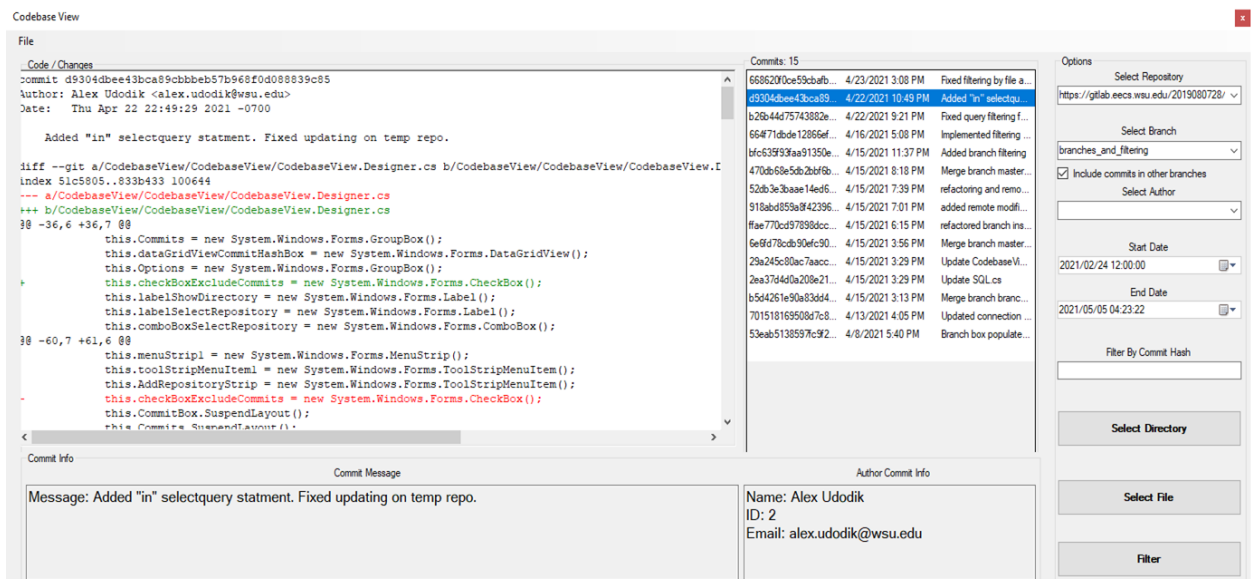 Codebase View
x
File
Code / Changes
commit d9304dbee43bca89cbbbeb57b968f0d088839c85
Author: Alex Udodik <alex.udodik@wsu.edu>
Date:   Thu Apr 22 22:49:29 2021 -0700
Added "in" selectquery statment. Fixed updating on temp repo.
diff --git a/CodebaseView/CodebaseView/CodebaseView.Designer.cs b/CodebaseView/CodebaseView/CodebaseView.D
index 51c5805..833b433 100644
--- a/CodebaseView/CodebaseView/CodebaseView.Designer.cs
+++ b/CodebaseView/CodebaseView/CodebaseView.Designer.cs
@@ -36,6 +36,7 @@
this.Commits = new System.Windows.Forms.GroupBox();
this.dataGridViewCommitHashBox = new System.Windows.Forms.DataGridView();
this.Options = new System.Windows.Forms.GroupBox();
+ this.checkBoxExcludeCommits = new System.Windows.Forms.CheckBox();
this.labelShowDirectory = new System.Windows.Forms.Label();
this.labelSelectRepository = new System.Windows.Forms.Label();
this.comboBoxSelectRepository = new System.Windows.Forms.ComboBox();
@@ -60,7 +61,6 @@
this.menuStrip1 = new System.Windows.Forms.MenuStrip();
this.toolStripMenuItem1 = new System.Windows.Forms.ToolStripMenuItem();
this.AddRepositoryStrip = new System.Windows.Forms.ToolStripMenuItem();
- this.checkBoxExcludeCommits = new System.Windows.Forms.CheckBox();
this.CommitBox.SuspendLayout();
this.Commits.SuspendLayout();
Commits: 15
668620f0ce59cbafb... 4/23/2021 3:08 PM Fixed filtering by file a...
d9304dbee43bca89... 4/22/2021 10:49 PM Added "in" selectqu...
b26b44d75743882e... 4/22/2021 9:21 PM Fixed query filtering f...
664f71dbde12866ef... 4/16/2021 5:08 PM Implemented filtering ...
bfc635f93faa91350e... 4/15/2021 11:37 PM Added branch filtering
470db68e5db2bbf6b... 4/15/2021 8:18 PM Merge branch master...
52db3e3baae14ed6... 4/15/2021 7:39 PM refactoring and remo...
918abd859a8f42396... 4/15/2021 7:01 PM added remote modifi...
ffae770cd97898dcc... 4/15/2021 6:15 PM refactored branch ins...
6e6fd78cdb90efc90... 4/15/2021 3:56 PM Merge branch master...
29a245c80ac7aacc... 4/15/2021 3:29 PM Update CodebaseVi...
2ea37d4d0a208e21... 4/15/2021 3:29 PM Update SQL.cs
b5d4261e90a83dd4... 4/15/2021 3:13 PM Merge branch branc...
701518169508d7c8... 4/13/2021 4:05 PM Updated connection ...
53eab5138597fc9f2... 4/8/2021 5:40 PM Branch box populate...
Options
Select Repository
https://gitlab.eecs.wsu.edu/2019080728/
Select Branch
branches_and_filtering
Include commits in other branches
Select Author
Start Date
2021/02/24 12:00:00
End Date
2021/05/05 04:23:22
Filter By Commit Hash
Select Directory
Select File
Filter
Commit Info
Commit Message
Message: Added "in" selectquery statment. Fixed updating on temp repo.
Author Commit Info
Name: Alex Udodik
ID: 2
Email: alex.udodik@wsu.edu